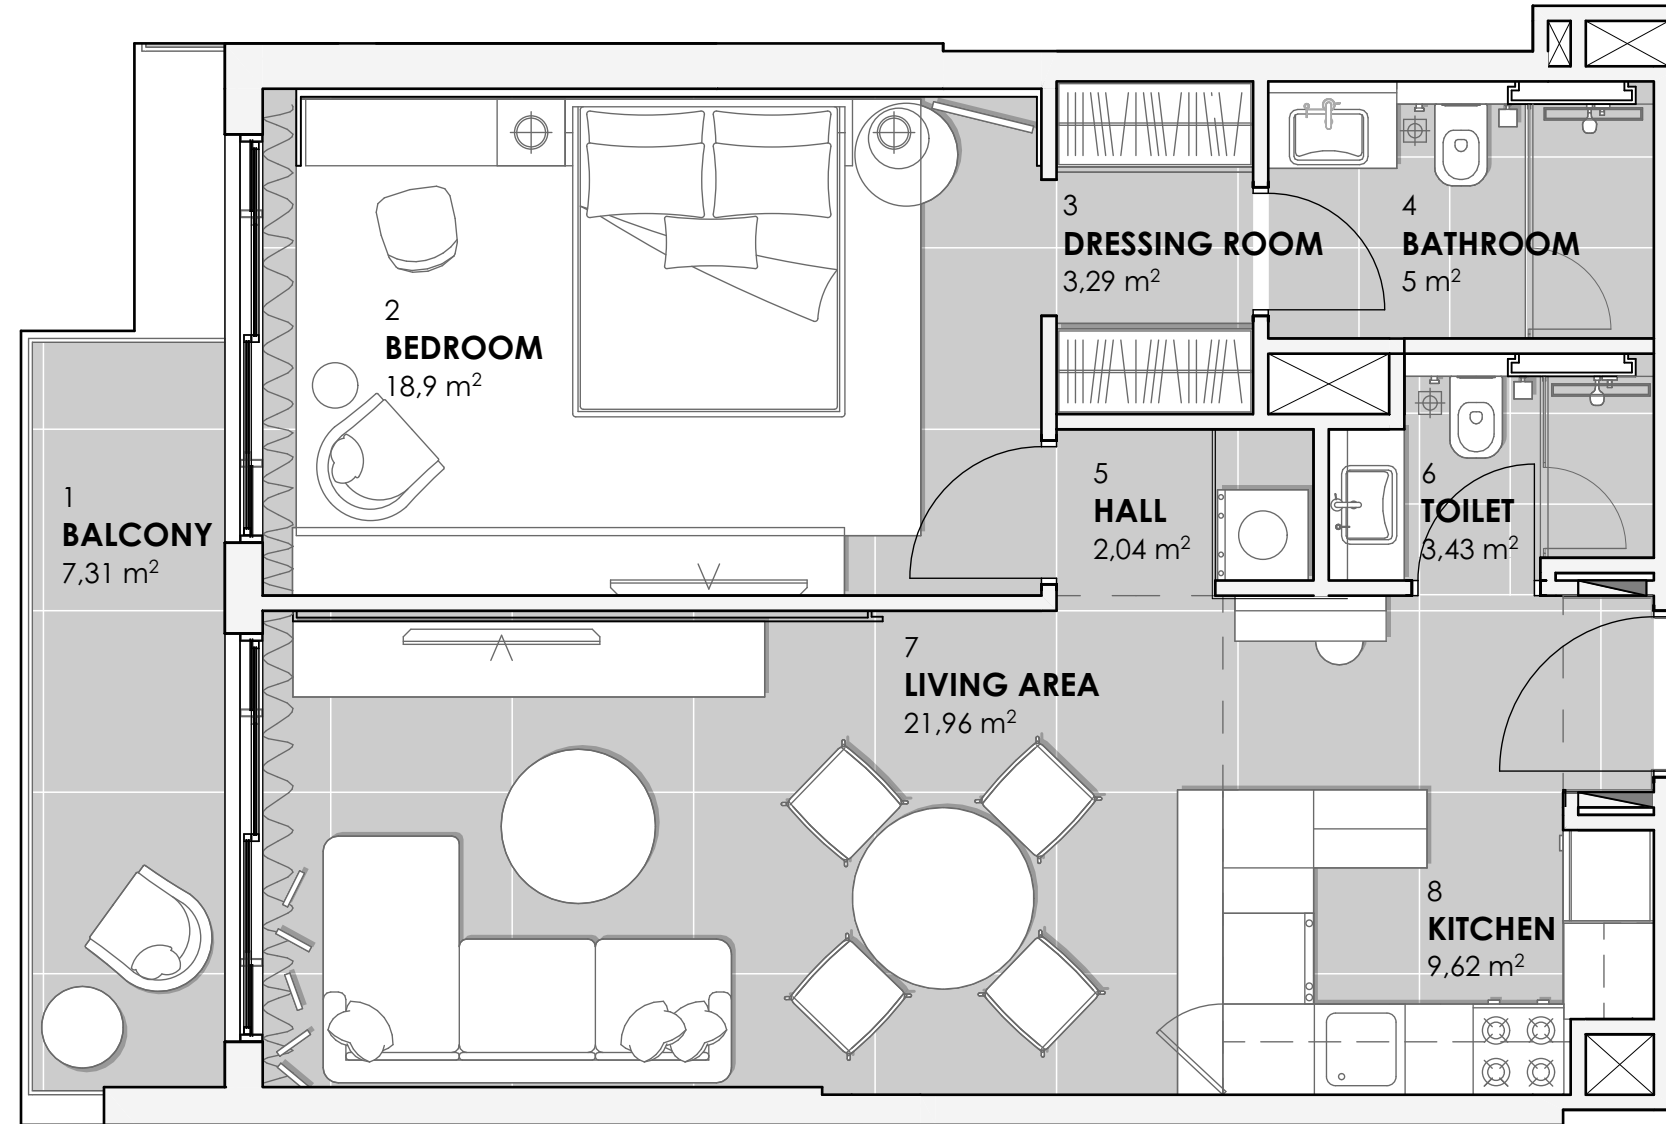 1
BALCONY
7,31 m²
2
BEDROOM
18,9 m²
3
DRESSING ROOM
3,29 m²
4
BATHROOM
5 m²
5
HALL
2,04 m²
6
TOILET
3,43 m²
7
LIVING AREA
21,96 m²
8
KITCHEN
9,62 m²